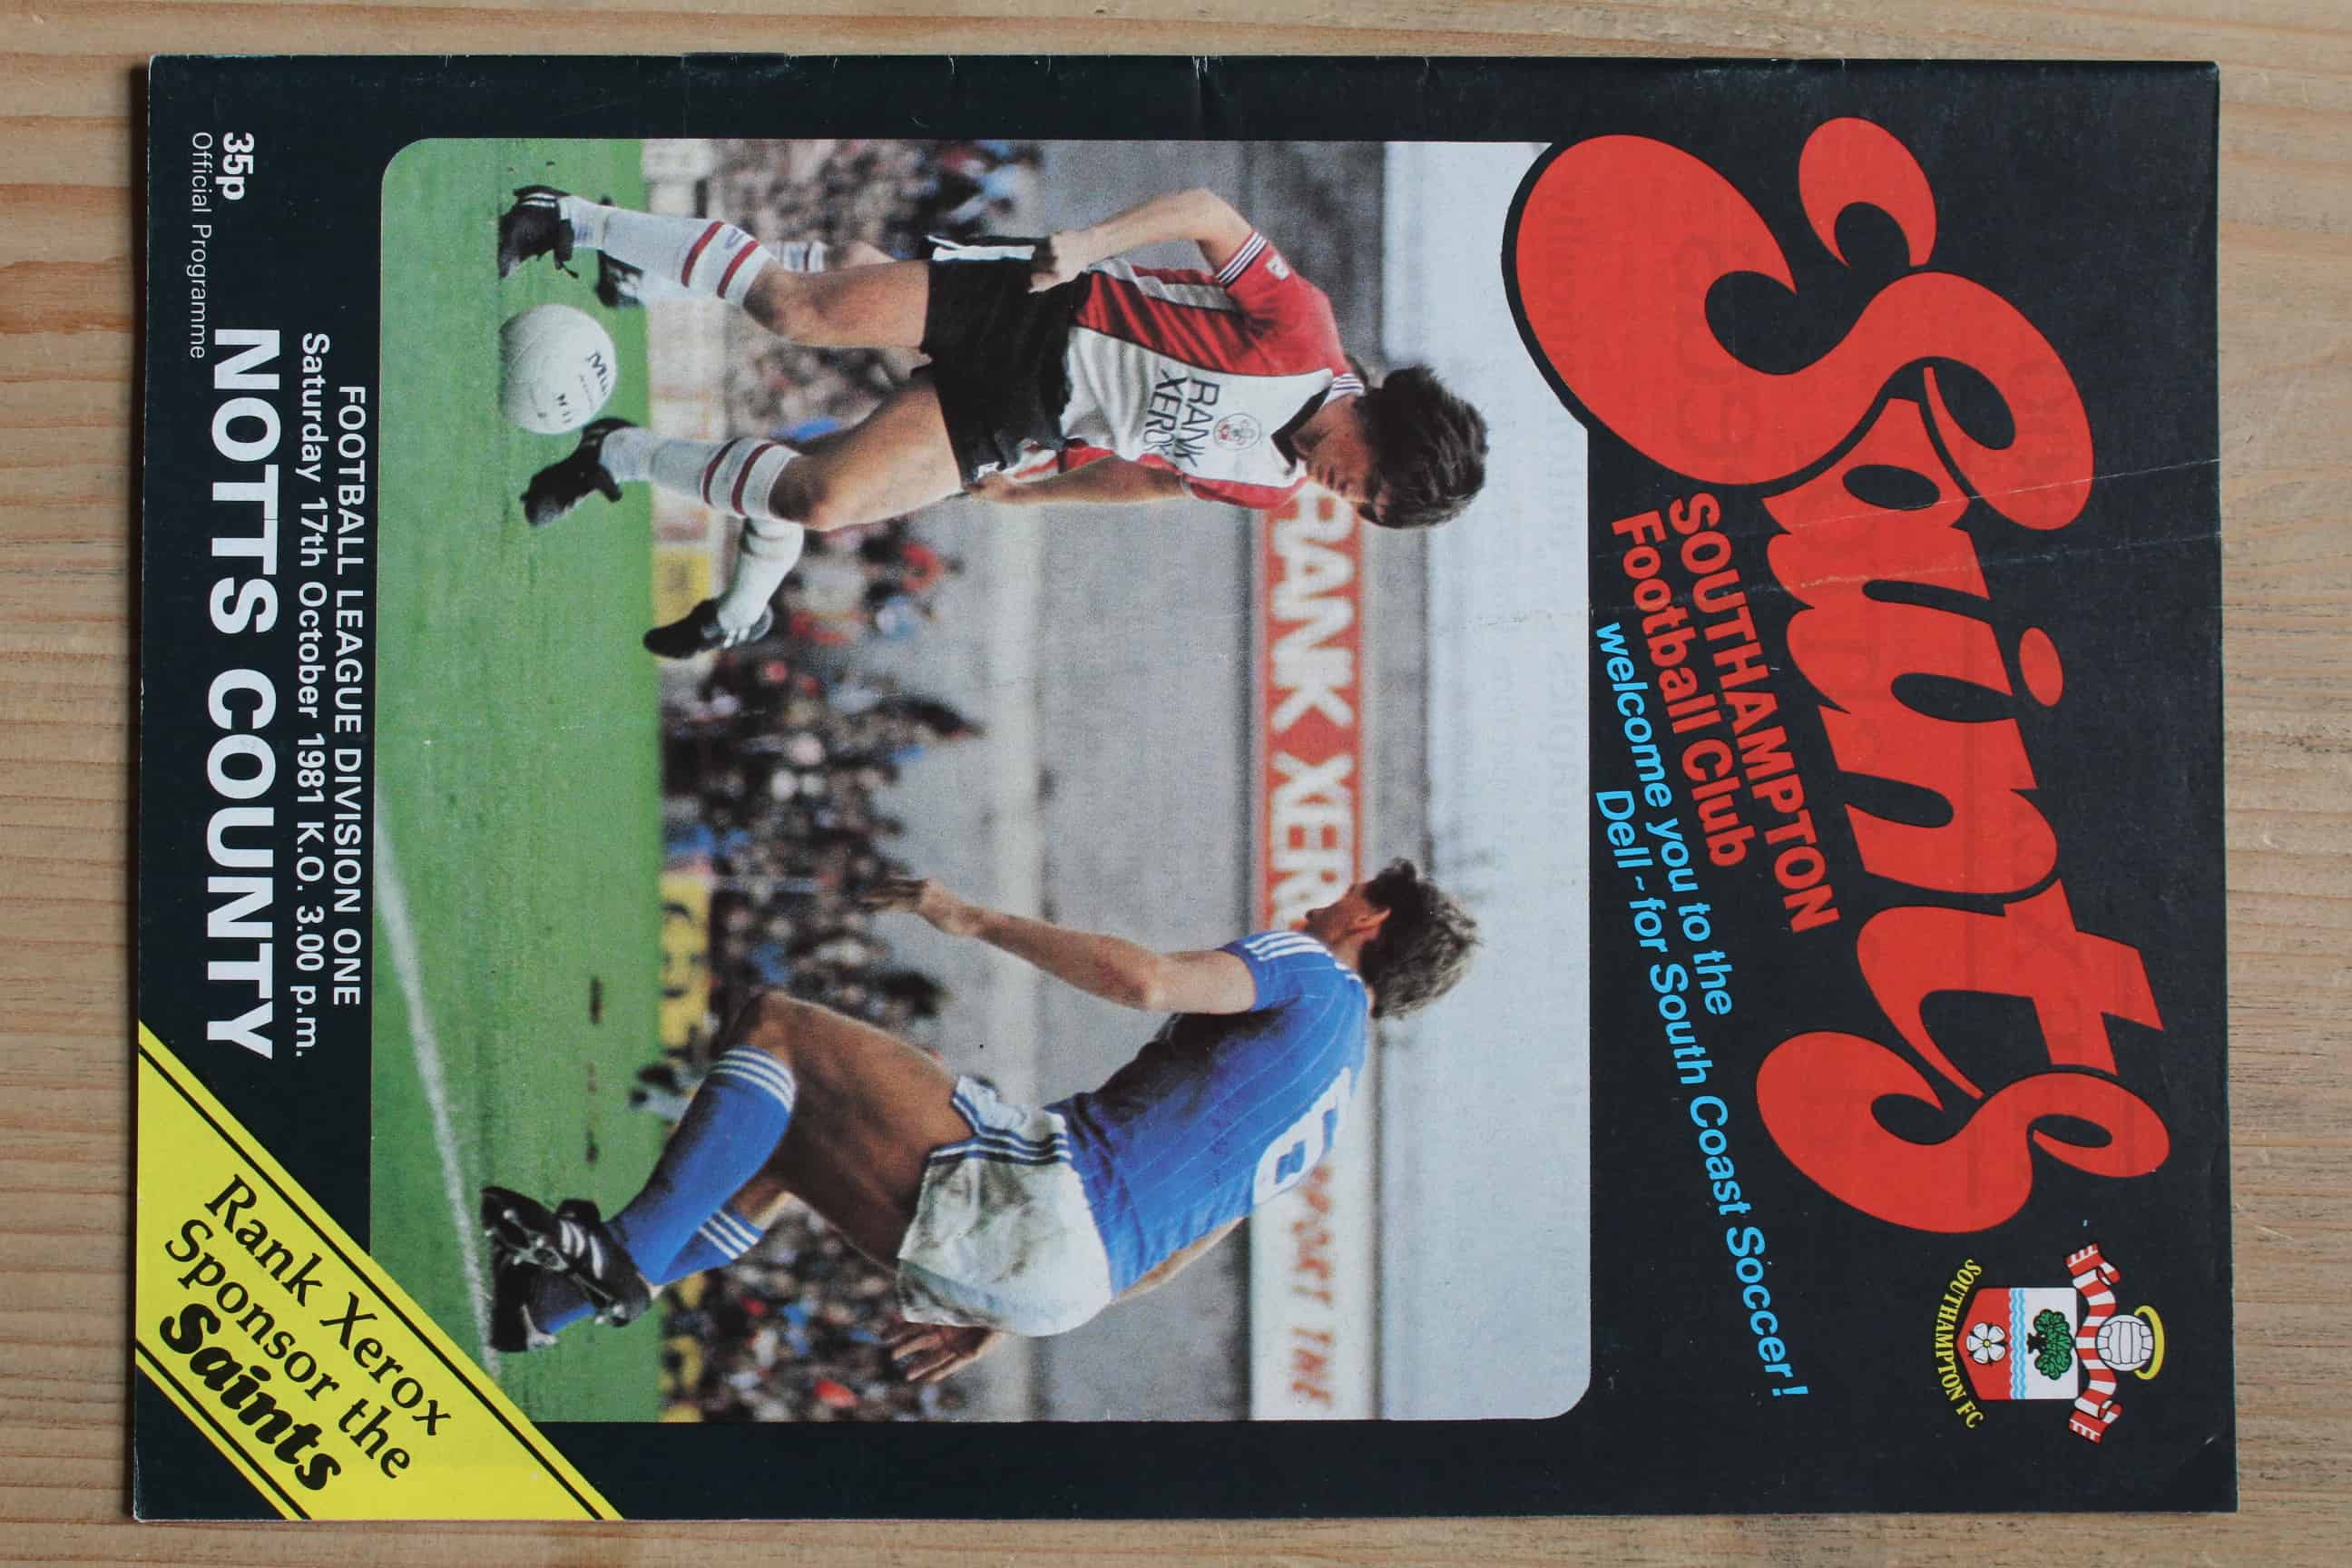 Saints
SOUTHAMPTON
Football Club
welcome you to the
Dell - for South Coast Soccer!
SOUTHAMPTON FC
RANK XER
RANK
XEROX
6
FOOTBALL LEAGUE DIVISION ONE
Saturday 17th October 1981 K.O. 3.00 p.m.
35p
Official Programme
NOTTS COUNTY
Rank Xerox
Sponsor the
Saints